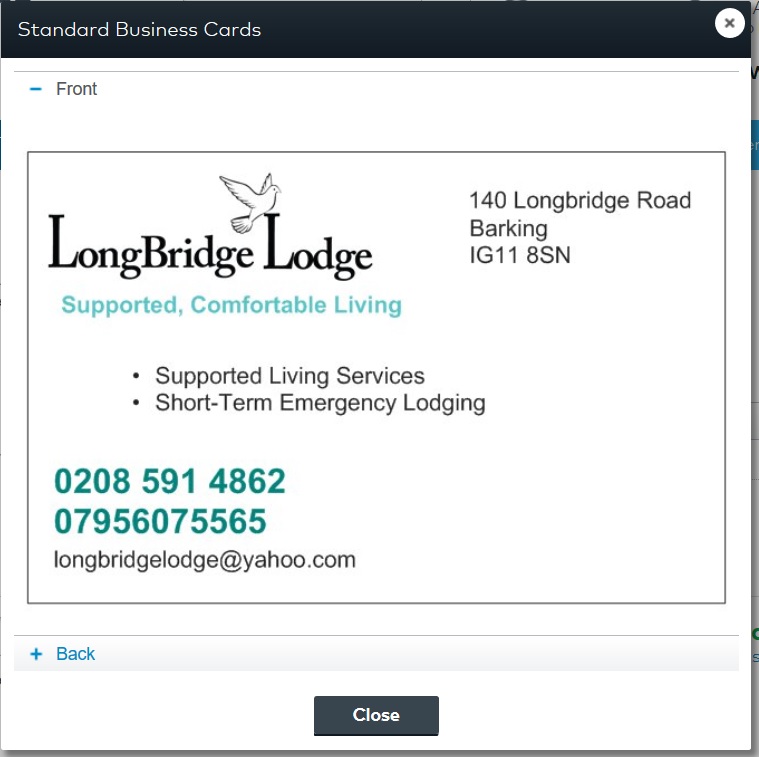 Standard Business Cards
Front
LongBridge Lodge
Supported, Comfortable Living
140 Longbridge Road
Barking
IG11 8SN
• Supported Living Services
• Short-Term Emergency Lodging
0208 591 4862
07956075565
longbridgelodge@yahoo.com
Back
Close